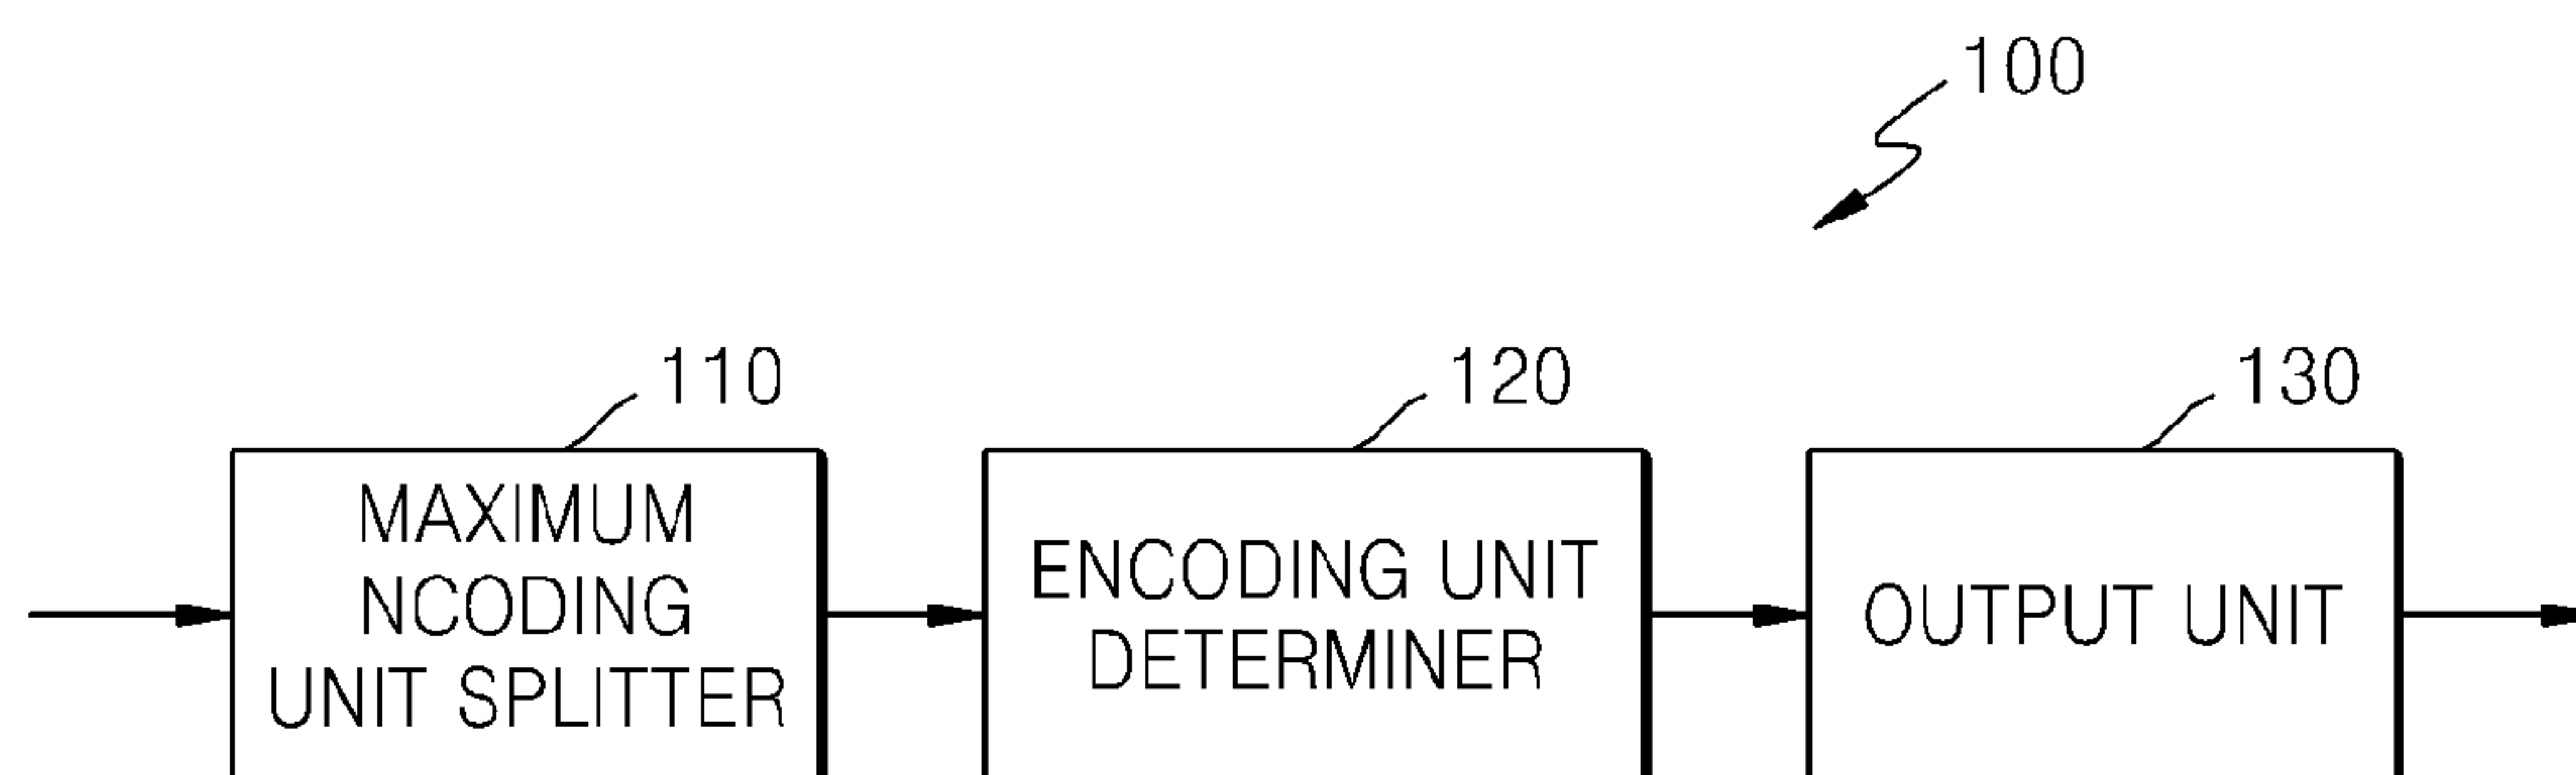 100
110
120
130
MAXIMUM
NCODING
UNIT SPLITTER
ENCODING UNIT
DETERMINER
OUTPUT UNIT